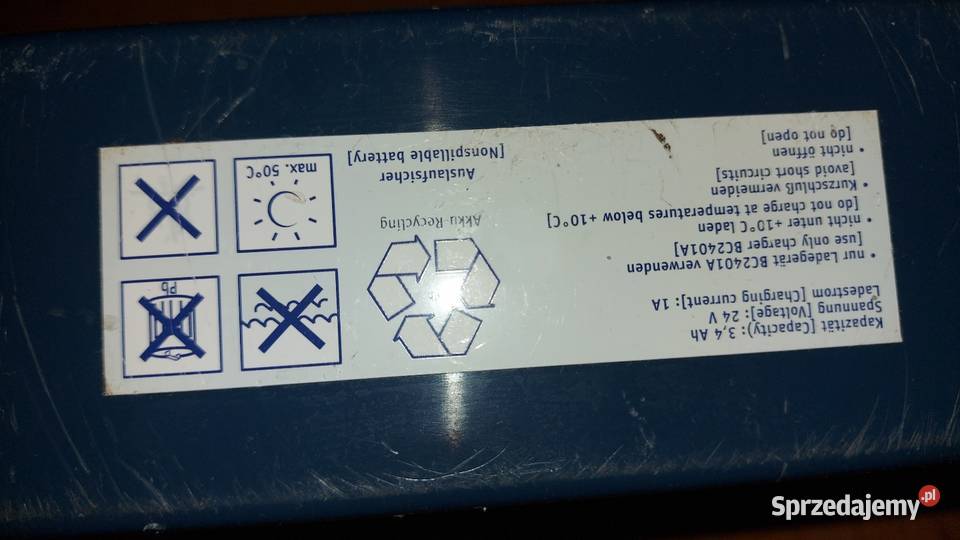 Kapazität [Capacity): 3,4 Ah
Spannung [Voltage]: 24 V
Ladestrom [Charging current]: 1A
• nur Ladegerät BC2401A verwenden
[use only charger BC2401A]
• nicht unter +10°C laden
[do not charge at temperatures below +10°C]
• Kurzschluß vermeiden
[avoid short circuits]
• nicht öffnen
[do not open]
Akku-Recycling
Auslaufsicher
[Nonspillable battery]
Pb
max. 50°C
Sprzedajemy.pl